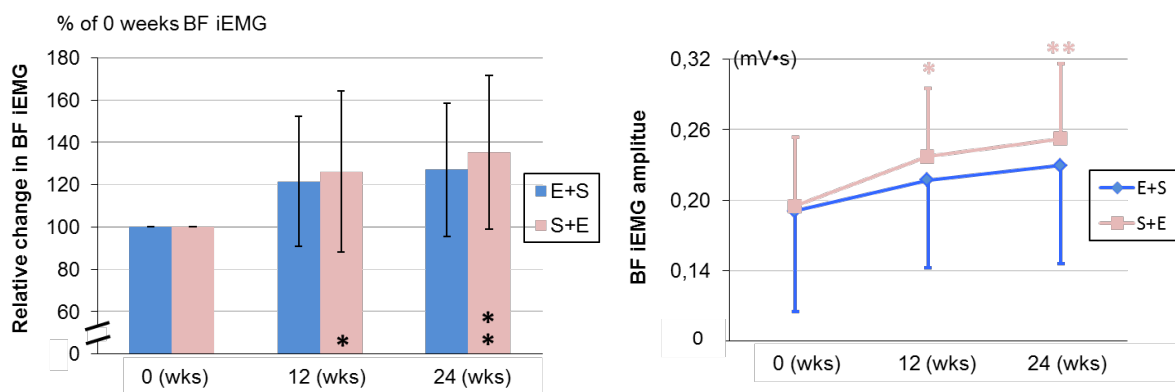 % of 0 weeks BF iEMG
Relative change in BF iEMG
180
160
140
120
100
80
60
0
*
*
*
0 (wks)
12 (wks)
24 (wks)
E+S
S+E
BF iEMG amplitue
(mV•s)
0,32
0,26
0,20
0,14
0
*
**
0 (wks)
12 (wks)
24 (wks)
E+S
S+E